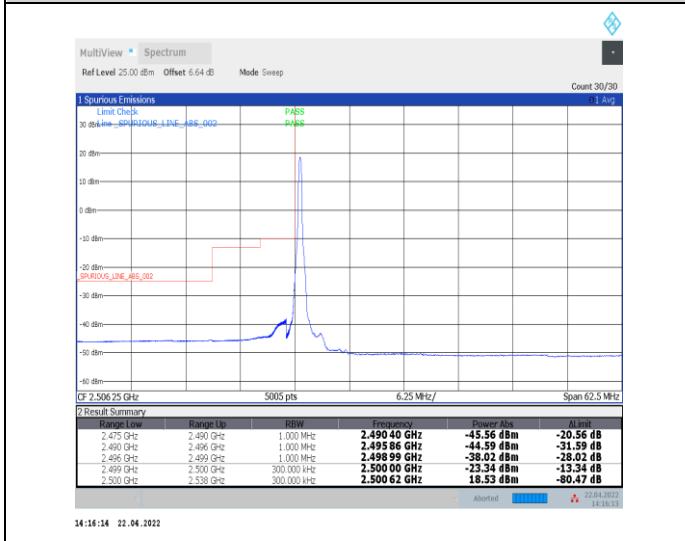 MultiView Spectrum
Ref Level 25.00 dBm Offset 6.64 dB Mode Sweep
Count 30/30
1 Spurious Emissions 1 Avg
Limit Check PASS
30 dBm Line _SPURIOUS_LINE_ABS_002 PASS
20 dBm
10 dBm
0 dBm
-10 dBm
-20 dBm
_SPURIOUS_LINE_ABS_002
-30 dBm
-40 dBm
-50 dBm
-60 dBm
CF 2.506 25 GHz 5005 pts 6.25 MHz/ Span 62.5 MHz
2 Result Summary
Range Low Range Up RBW Frequency Power Abs ΔLimit
2.475 GHz 2.490 GHz 1.000 MHz 2.490 40 GHz -45.56 dBm -20.56 dB
2.490 GHz 2.496 GHz 1.000 MHz 2.495 86 GHz -44.59 dBm -31.59 dB
2.496 GHz 2.499 GHz 1.000 MHz 2.498 99 GHz -38.02 dBm -28.02 dB
2.499 GHz 2.500 GHz 300.000 kHz 2.500 00 GHz -23.34 dBm -13.34 dB
2.500 GHz 2.538 GHz 300.000 kHz 2.500 62 GHz 18.53 dBm -80.47 dB
Aborted 22.04.2022
14:16:13
14:16:14 22.04.2022